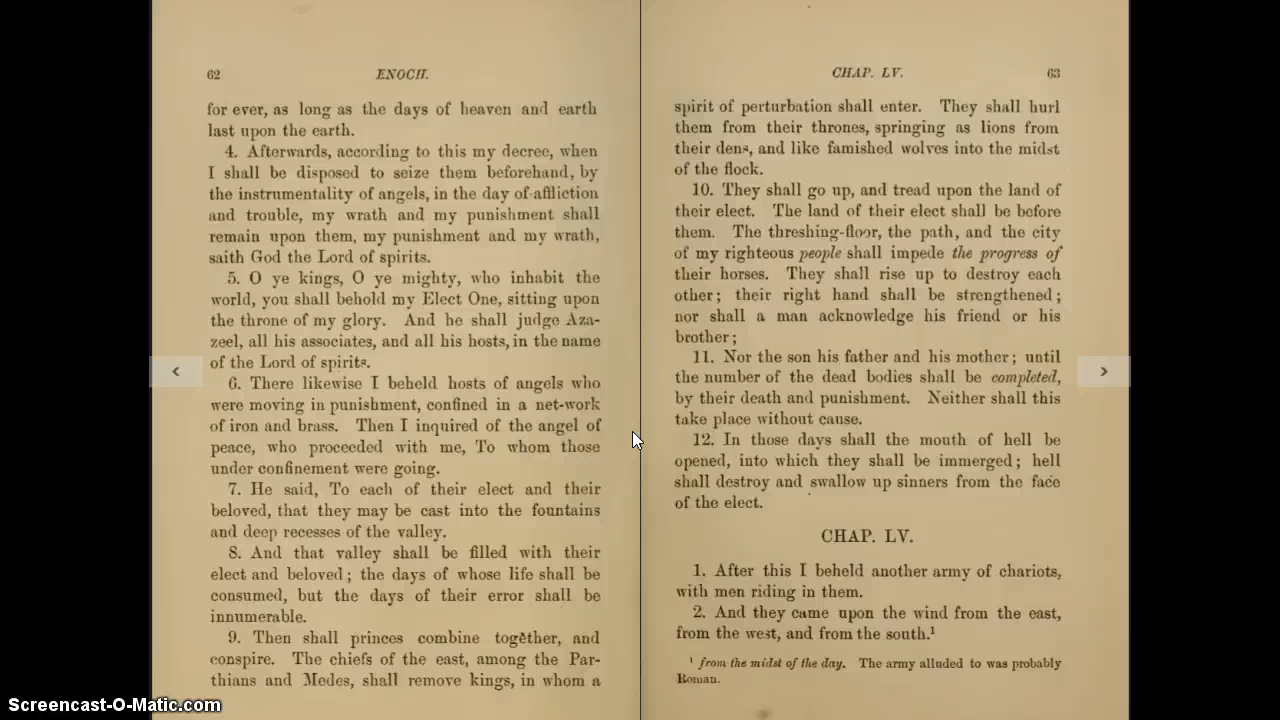 62
ENOCH.
for ever, as long as the days of heaven and earth
last upon the earth.
4. Afterwards, according to this my decree, when
I shall be disposed to seize them beforehand, by
the instrumentality of angels, in the day of affliction
and trouble, my wrath and my punishment shall
remain upon them, my punishment and my wrath,
saith God the Lord of spirits.
5. O ye kings, O ye mighty, who inhabit the
world, you shall behold my Elect One, sitting upon
the throne of my glory. And he shall judge Aza-
zeel, all his associates, and all his hosts, in the name
of the Lord of spirits.
6. There likewise I beheld hosts of angels who
were moving in punishment, confined in a net-work
of iron and brass. Then I inquired of the angel of
peace, who proceeded with me, To whom those
under confinement were going.
7. He said, To each of their elect and their
beloved, that they may be cast into the fountains
and deep recesses of the valley.
8. And that valley shall be filled with their
elect and beloved; the days of whose life shall be
consumed, but the days of their error shall be
innumerable.
9. Then shall princes combine together, and
conspire. The chiefs of the east, among the Par-
thians and Medes, shall remove kings, in whom a
CHAP. LV.
63
spirit of perturbation shall enter. They shall hurl
them from their thrones, springing as lions from
their dens, and like famished wolves into the midst
of the flock.
10. They shall go up, and tread upon the land of
their elect. The land of their elect shall be before
them. The threshing-floor, the path, and the city
of my righteous people shall impede the progress of
their horses. They shall rise up to destroy each
other; their right hand shall be strengthened;
nor shall a man acknowledge his friend or his
brother;
11. Nor the son his father and his mother; until
the number of the dead bodies shall be completed,
by their death and punishment. Neither shall this
take place without cause.
12. In those days shall the mouth of hell be
opened, into which they shall be immerged; hell
shall destroy and swallow up sinners from the face
of the elect.
CHAP. LV.
1. After this I beheld another army of chariots,
with men riding in them.
2. And they came upon the wind from the east,
from the west, and from the south.¹
¹ from the midst of the day. The army alluded to was probably
Roman.
Screencast-O-Matic.com